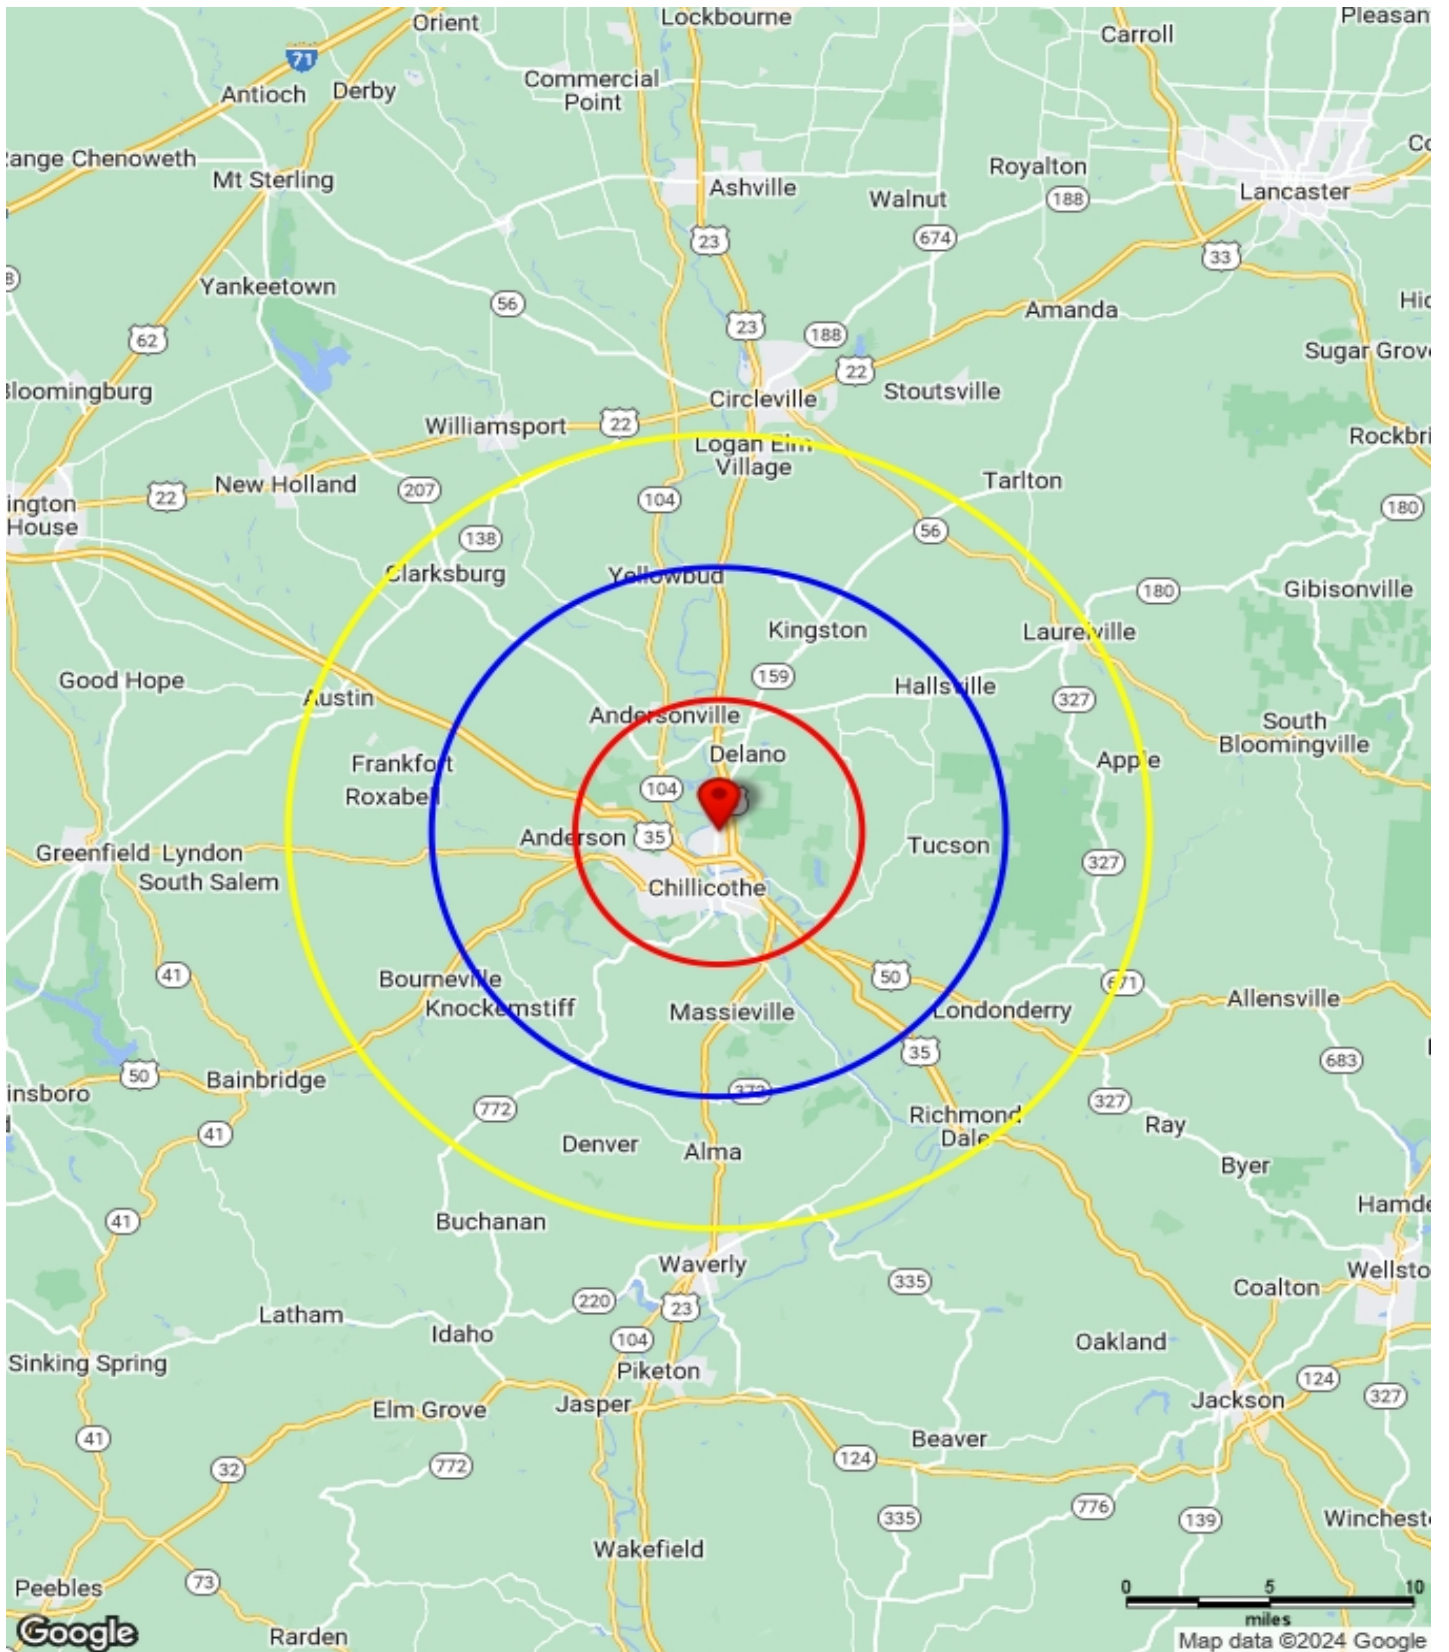 Orient
Lockbourne
Pleasan
Carroll
71
Antioch
Derby
Commercial
Point
Range Chenoweth
Mt Sterling
Ashville
Royalton
Walnut
188
Lancaster
23
674
33
Yankeetown
56
Amanda
62
23
188
Sugar Grove
22
Bloomingburg
Circleville
Stoutsville
Williamsport
22
Logan Elm
Village
Rockbri
New Holland
207
22
104
Tarlton
180
ington
House
138
56
Clarksburg
Yellowbud
180
Gibisonville
Kingston
Laurelville
159
Good Hope
Hallsville
Austin
327
Andersonville
South
Bloomingville
Delano
Frankfort
Apple
Roxabell
104
Anderson
35
Tucson
Greenfield
Lyndon
327
South Salem
Chillicothe
41
Bourneville
50
671
Knockemstiff
Massieville
Londonderry
Allensville
35
683
50
Bainbridge
372
insboro
772
327
Richmond
Dale
Ray
41
Denver
Alma
Byer
41
Buchanan
Hamde
Waverly
335
Coalton
Wellsto
220
23
Latham
Idaho
104
Oakland
Sinking Spring
Piketon
124
327
Elm Grove
Jasper
Jackson
41
Beaver
32
772
124
776
335
139
Wincheste
Wakefield
73
Peebles
0
5
10
miles
Google
Rarden
Map data ©2024 Google